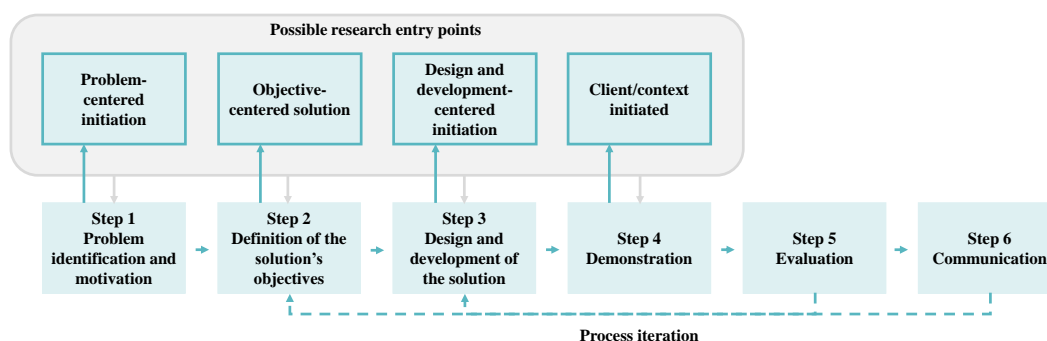 Possible research entry points
Problem-
centered
initiation
Objective-
centered solution
Design and
development-
centered
initiation
Client/context
initiated
Step 1
Problem
identification and
motivation
Step 2
Definition of the
solution's
objectives
Step 3
Design and
development of
the solution
Step 4
Demonstration
Step 5
Evaluation
Step 6
Communication
Process iteration